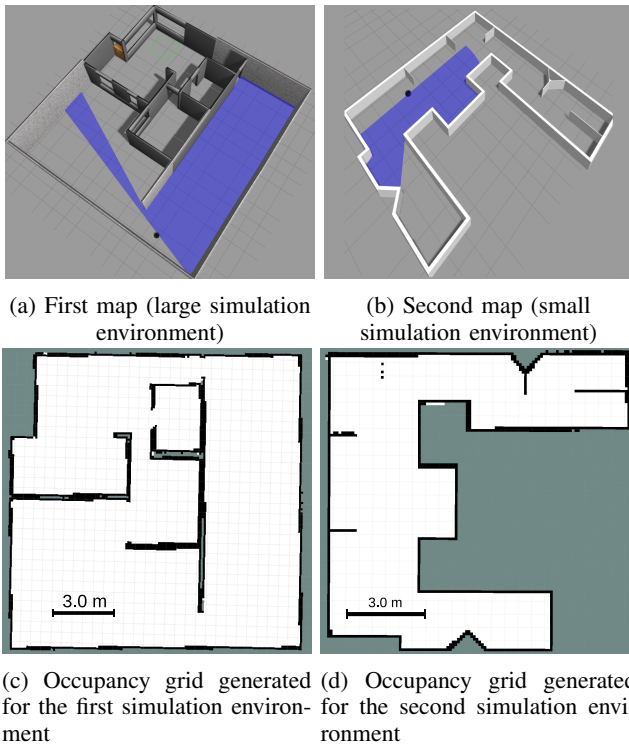 (a) First map (large simulation
environment)
(b) Second map (small
simulation environment)
3.0 m
3.0 m
(c) Occupancy grid generated
for the first simulation environ-
ment
(d) Occupancy grid generated
for the second simulation envi-
ronment